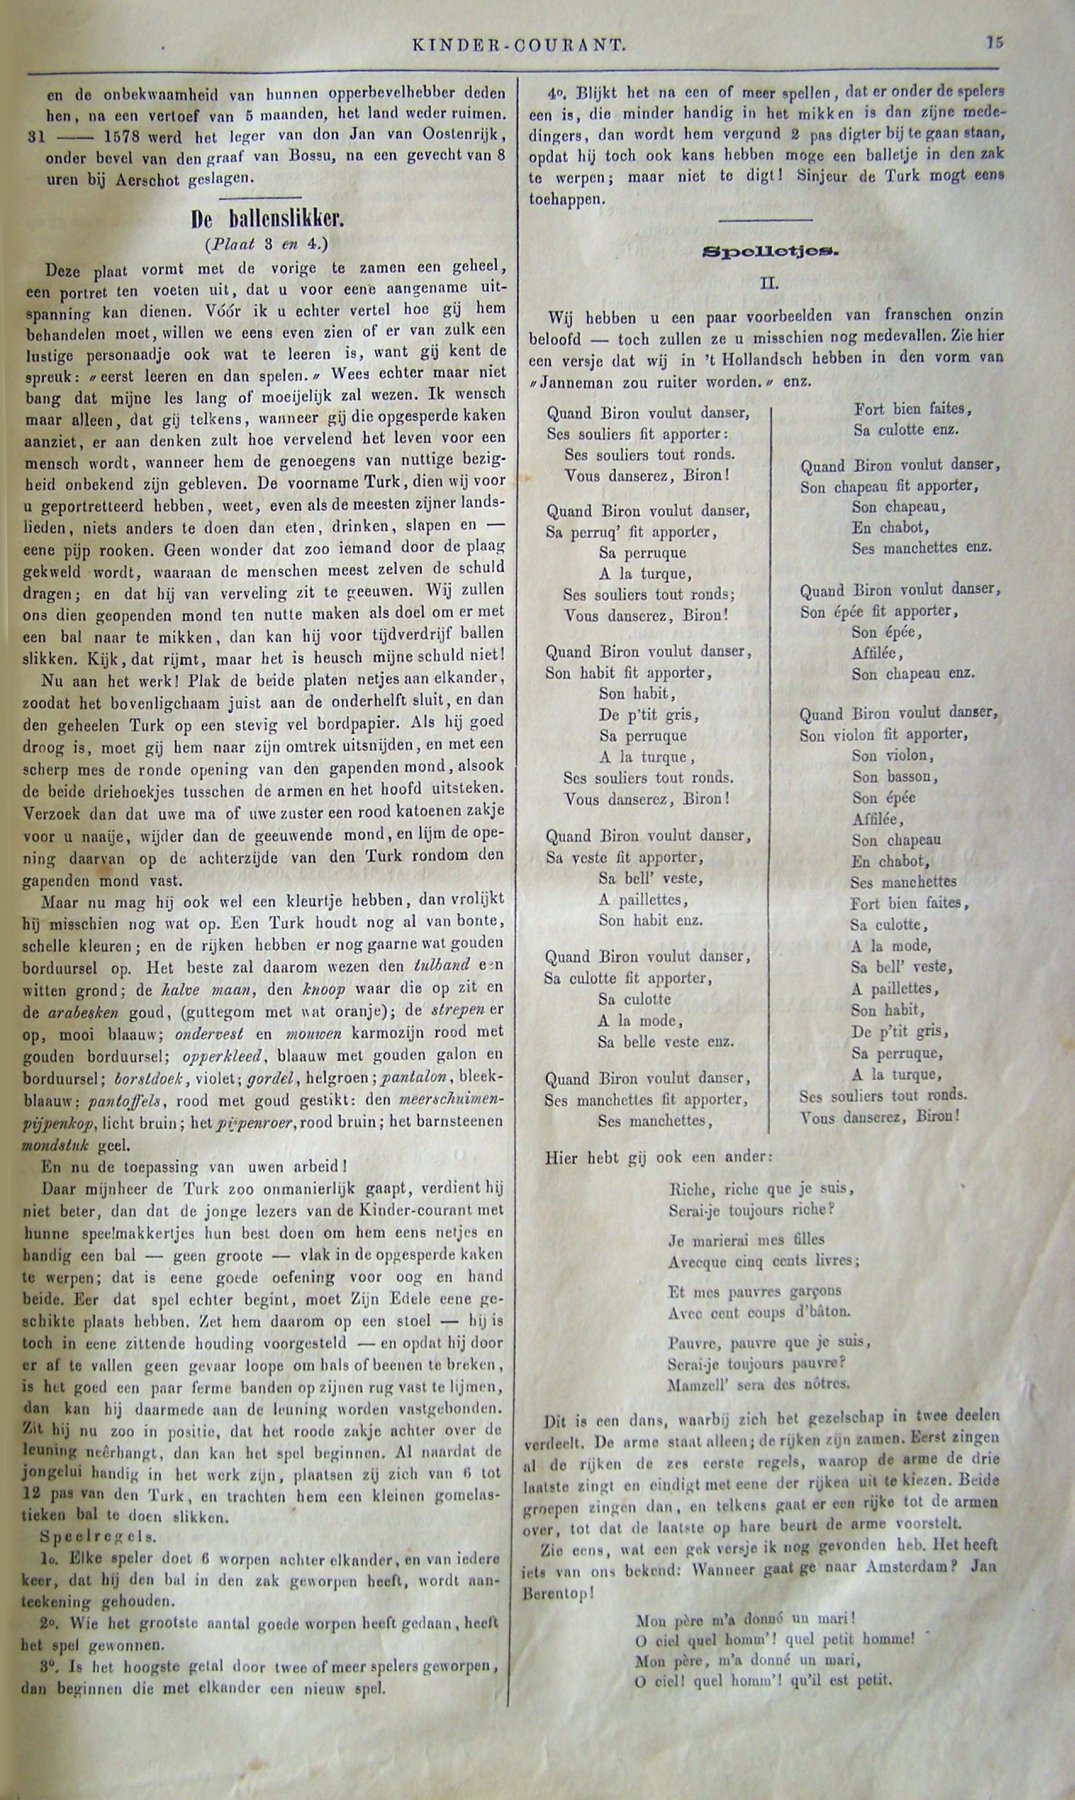 KINDER-COURANT.
15
en de onbekwaamheid van hunnen opperbevelhebber deden
hen, na een vertoef van 5 maanden, het land weder ruimen.
31 —— 1578 werd het leger van don Jan van Oostenrijk,
onder bevel van den graaf van Bossu, na een gevecht van 8
uren bij Aerschot geslagen.
De ballenslikker.
(Plaat 3 en 4.)
Deze plaat vormt met de vorige te zamen een geheel,
een portret ten voeten uit, dat u voor eene aangename uit-
spanning kan dienen. Vóór ik u echter vertel hoe gij hem
behandelen moet, willen we eens even zien of er van zulk een
lustige personaadje ook wat te leeren is, want gij kent de
spreuk: „eerst leeren en dan spelen.„ Wees echter maar niet
bang dat mijne les lang of moeijelijk zal wezen. Ik wensch
maar alleen, dat gij telkens, wanneer gij die opgesperde kaken
aanziet, er aan denken zult hoe vervelend het leven voor een
mensch wordt, wanneer hem de genoegens van nuttige bezig-
heid onbekend zijn gebleven. De voorname Turk, dien wij voor
u geportretteerd hebben, weet, even als de meesten zijner lands-
lieden, niets anders te doen dan eten, drinken, slapen en —
eene pijp rooken. Geen wonder dat zoo iemand door de plaag
gekweld wordt, waaraan de menschen meest zelven de schuld
dragen; en dat hij van verveling zit te geeuwen. Wij zullen
ons dien geopenden mond ten nutte maken als doel om er met
een bal naar te mikken, dan kan hij voor tijdverdrijf ballen
slikken. Kijk, dat rijmt, maar het is heusch mijne schuld niet!
Nu aan het werk! Plak de beide platen netjes aan elkander,
zoodat het bovenligchaam juist aan de onderhelft sluit, en dan
den geheelen Turk op een stevig vel bordpapier. Als hij goed
droog is, moet gij hem naar zijn omtrek uitsnijden, en met een
scherp mes de ronde opening van den gapenden mond, alsook
de beide driehoekjes tusschen de armen en het hoofd uitsteken.
Verzoek dan dat uwe ma of uwe zuster een rood katoenen zakje
voor u naaije, wijder dan de geeuwende mond, en lijm de ope-
ning daarvan op de achterzijde van den Turk rondom den
gapenden mond vast.
Maar nu mag hij ook wel een kleurtje hebben, dan vrolijkt
hij misschien nog wat op. Een Turk houdt nog al van bonte,
schelle kleuren; en de rijken hebben er nog gaarne wat gouden
borduursel op. Het beste zal daarom wezen den tulband een
witten grond; de halve maan, den knoop waar die op zit en
de arabesken goud, (guttegom met wat oranje); de strepen er
op, mooi blaauw; ondervest en mouwen karmozijn rood met
gouden borduursel; opperkleed, blaauw met gouden galon en
borduursel; borstdoek, violet; gordel, helgroen; pantalon, bleek-
blaauw; pantoffels, rood met goud gestikt: den meerschuimen-
pijpenkop, licht bruin; het pijpenroer, rood bruin; het barnsteenen
mondstuk geel.
En nu de toepassing van uwen arbeid!
Daar mijnheer de Turk zoo onmanierlijk gaapt, verdient hij
niet beter, dan dat de jonge lezers van de Kinder-courant met
hunne speelmakkertjes hun best doen om hem eens netjes en
handig een bal — geen groote — vlak in de opgesperde kaken
te werpen; dat is eene goede oefening voor oog en hand
beide. Eer dat spel echter begint, moet Zijn Edele eene ge-
schikte plaats hebben. Zet hem daarom op een stoel — hij is
toch in eene zittende houding voorgesteld — en opdat hij door
er af te vallen geen gevaar loope om hals of beenen te breken,
is het goed een paar ferme banden op zijnen rug vast te lijmen,
dan kan hij daarmede aan de leuning worden vastgebonden.
Zit hij nu zoo in positie, dat het roode zakje achter over de
leuning neêrhangt, dan kan het spel beginnen. Al naardat de
jongelui handig in het werk zijn, plaatsen zij zich van 6 tot
12 pas van den Turk, en trachten hem een kleinen gomelas-
tieken bal te doen slikken.
Speelregels.
1o. Elke speler doet 6 worpen achter elkander, en van iedere
keer, dat hij den bal in den zak geworpen heeft, wordt aan-
teekening gehouden.
2o. Wie het grootste aantal goede worpen heeft gedaan, heeft
het spel gewonnen.
3o. Is het hoogste getal door twee of meer spelers geworpen,
dan beginnen die met elkander een nieuw spel.
4o. Blijkt het na een of meer spellen, dat er onder de spelers
een is, die minder handig in het mikken is dan zijne mede-
dingers, dan wordt hem vergund 2 pas digter bij te gaan staan,
opdat hij toch ook kans hebben moge een balletje in den zak
te werpen; maar niet te digt! Sinjeur de Turk mogt eens
toehappen.
Spelletjes.
II.
Wij hebben u een paar voorbeelden van franschen onzin
beloofd — toch zullen ze u misschien nog medevallen. Zie hier
een versje dat wij in 't Hollandsch hebben in den vorm van
„Janneman zou ruiter worden.„ enz.
Quand Biron voulut danser,
Ses souliers fit apporter:
Ses souliers tout ronds.
Vous danserez, Biron!
Quand Biron voulut danser,
Sa perruq' fit apporter,
Sa perruque
A la turque,
Ses souliers tout ronds;
Vous danserez, Biron!
Quand Biron voulut danser,
Son habit fit apporter,
Son habit,
De p'tit gris,
Sa perruque
A la turque,
Ses souliers tout ronds.
Vous danserez, Biron!
Quand Biron voulut danser,
Sa veste fit apporter,
Sa bell' veste,
A paillettes,
Son habit enz.
Quand Biron voulut danser,
Sa culotte fit apporter,
Sa culotte
A la mode,
Sa belle veste enz.
Quand Biron voulut danser,
Ses manchettes fit apporter,
Ses manchettes,
Fort bien faites,
Sa culotte enz.
Quand Biron voulut danser,
Son chapeau fit apporter,
Son chapeau,
En chabot,
Ses manchettes enz.
Quand Biron voulut danser,
Son épée fit apporter,
Son épée,
Affilée,
Son chapeau enz.
Quand Biron voulut danser,
Son violon fit apporter,
Son violon,
Son basson,
Son épée
Affilée,
Son chapeau
En chabot,
Ses manchettes
Fort bien faites,
Sa culotte,
A la mode,
Sa bell' veste,
A paillettes,
Son habit,
De p'tit gris,
Sa perruque,
A la turque,
Ses souliers tout ronds.
Vous danserez, Biron!
Hier hebt gij ook een ander:
Riche, riche que je suis,
Serai-je toujours riche?
Je marierai mes filles
Avecque cinq cents livres;
Et mes pauvres garçons
Avec cent coups d'bâton.
Pauvre, pauvre que je suis,
Serai-je toujours pauvre?
Mamzell' sera des nôtres.
Dit is een dans, waarbij zich het gezelschap in twee deelen
verdeelt. De arme staat alleen; de rijken zijn zamen. Eerst zingen
al de rijken de zes eerste regels, waarop de arme de drie
laatste zingt en eindigt met eene der rijken uit te kiezen. Beide
groepen zingen dan, en telkens gaat er een rijke tot de armen
over, tot dat de laatste op hare beurt de arme voorstelt.
Zie eens, wat een gek versje ik nog gevonden heb. Het heeft
iets van ons bekend: Wanneer gaat ge naar Amsterdam? Jan
Berentop!
Mon père m'a donné un mari!
O ciel quel homm'! quel petit homme!
Mon père, m'a donné un mari,
O ciel! quel homm'! qu'il est petit.